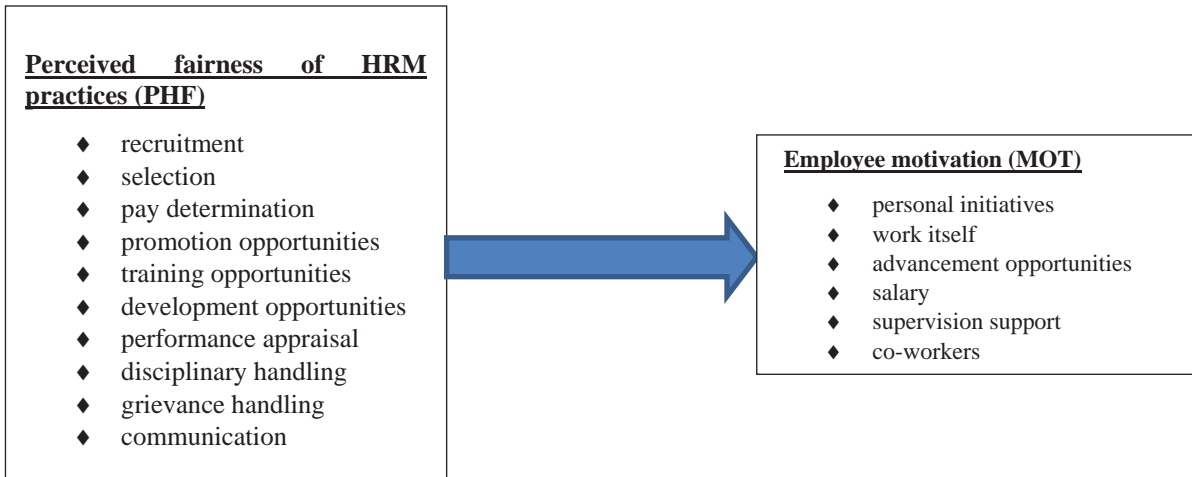 Perceived fairness of HRM
practices (PHF)
♦ recruitment
♦ selection
♦ pay determination
♦ promotion opportunities
♦ training opportunities
♦ development opportunities
♦ performance appraisal
♦ disciplinary handling
♦ grievance handling
♦ communication
Employee motivation (MOT)
♦ personal initiatives
♦ work itself
♦ advancement opportunities
♦ salary
♦ supervision support
♦ co-workers